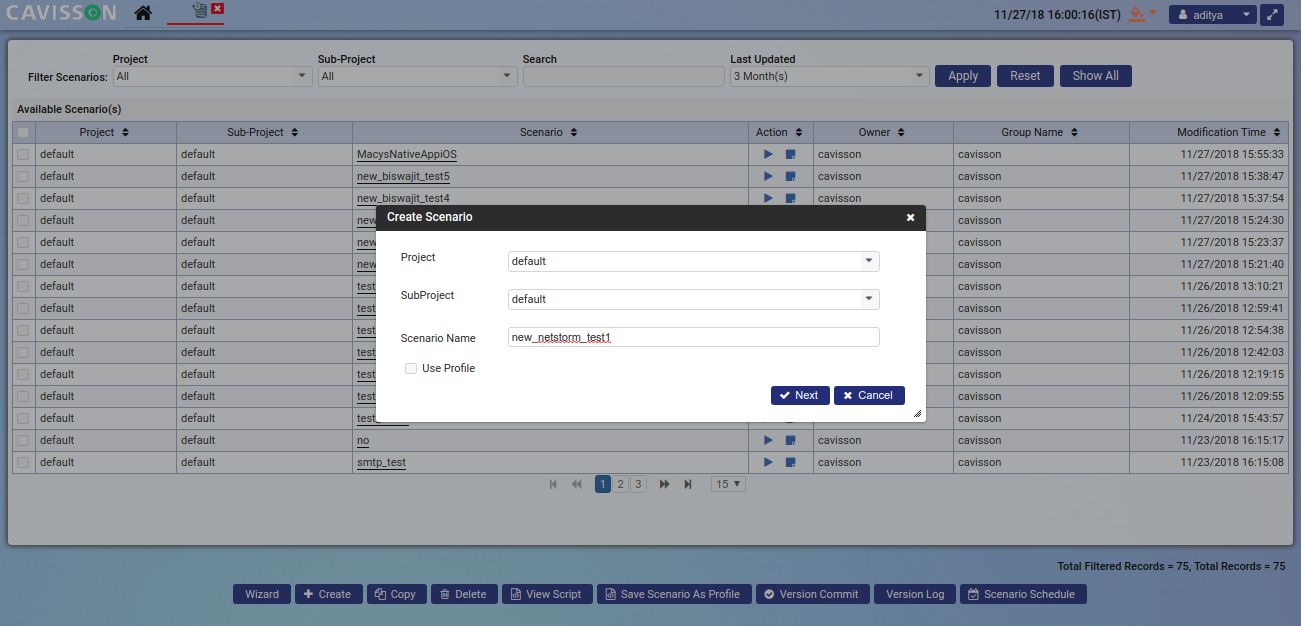 CAVISSON
11/27/18 16:00:16(IST) aditya
Project Sub-Project Search Last Updated
Filter Scenarios: All All 3 Month(s) Apply Reset Show All
Available Scenario(s)
Project Sub-Project Scenario Action Owner Group Name Modification Time
default default MacysNativeAppiOS cavisson cavisson 11/27/2018 15:55:33
default default new_biswajit_test5 cavisson cavisson 11/27/2018 15:38:47
default default new_biswajit_test4 cavisson cavisson 11/27/2018 15:37:54
default default new cavisson 11/27/2018 15:24:30
default default new cavisson 11/27/2018 15:23:37
default default new cavisson 11/27/2018 15:21:40
default default test cavisson 11/26/2018 13:10:21
default default test cavisson 11/26/2018 12:59:41
default default test cavisson 11/26/2018 12:54:38
default default test cavisson 11/26/2018 12:42:03
default default test cavisson 11/26/2018 12:19:15
default default test cavisson 11/26/2018 12:09:55
default default test_ cavisson 11/24/2018 15:43:57
default default no cavisson cavisson 11/23/2018 16:15:17
default default smtp_test cavisson cavisson 11/23/2018 16:15:08
Create Scenario
Project default
SubProject default
Scenario Name new_netstorm_test1
Use Profile
Next Cancel
1 2 3 15
Total Filtered Records = 75, Total Records = 75
Wizard Create Copy Delete View Script Save Scenario As Profile Version Commit Version Log Scenario Schedule